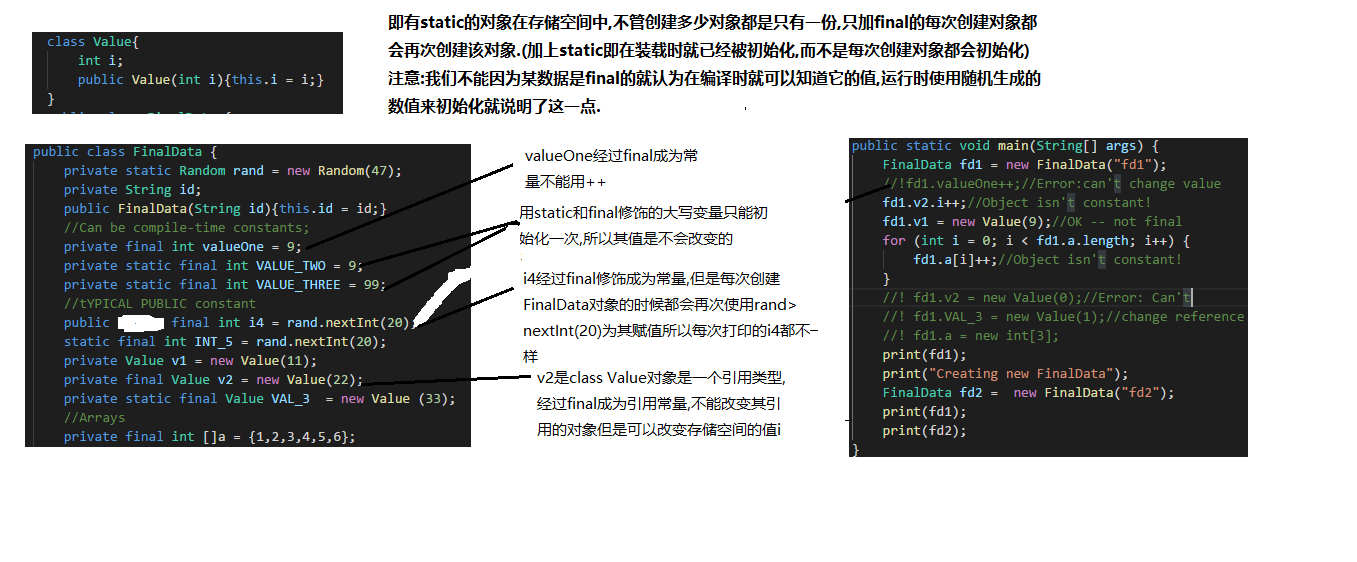 class Value{
int i;
public Value(int i){this.i = i;}
}
即有static的对象在存储空间中,不管创建多少对象都是只有一份,只加final的每次创建对象都
会再次创建该对象.(加上static即在装载时就已经被初始化,而不是每次创建对象都会初始化)
注意:我们不能因为某数据是final的就认为在编译时就可以知道它的值,运行时使用随机生成的
数值来初始化就说明了这一点.
public class FinalData {
private static Random rand = new Random(47);
private String id;
public FinalData(String id){this.id = id;}
//Can be compile-time constants;
private final int valueOne = 9;
private static final int VALUE_TWO = 9;
private static final int VALUE_THREE = 99;
//tYPICAL PUBLIC constant
public final int i4 = rand.nextInt(20);
static final int INT_5 = rand.nextInt(20);
private Value v1 = new Value(11);
private final Value v2 = new Value(22);
private static final Value VAL_3 = new Value (33);
//Arrays
private final int []a = {1,2,3,4,5,6};
valueOne经过final成为常
量不能用++
用static和final修饰的大写变量只能初
始化一次,所以其值是不会改变的
i4经过final修饰成为常量,但是每次创建
FinalData对象的时候都会再次使用rand>
nextInt(20)为其赋值所以每次打印的i4都不一
样
v2是class Value对象是一个引用类型,
经过final成为引用常量,不能改变其引
用的对象但是可以改变存储空间的值i
public static void main(String[] args) {
FinalData fd1 = new FinalData("fd1");
//!fd1.valueOne++;//Error:can't change value
fd1.v2.i++;//Object isn't constant!
fd1.v1 = new Value(9);//OK -- not final
for (int i = 0; i < fd1.a.length; i++) {
fd1.a[i]++;//Object isn't constant!
}
//! fd1.v2 = new Value(0);//Error: Can't
//! fd1.VAL_3 = new Value(1);//change reference
//! fd1.a = new int[3];
print(fd1);
print("Creating new FinalData");
FinalData fd2 = new FinalData("fd2");
print(fd1);
print(fd2);
}